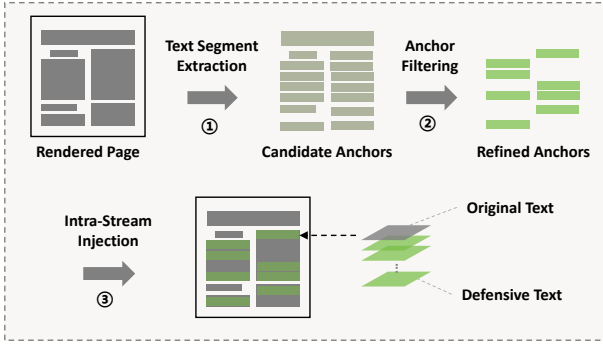 Text Segment
Extraction
①
Anchor
Filtering
②
Rendered Page
Candidate Anchors
Refined Anchors
Intra-Stream
Injection
③
Original Text
Defensive Text